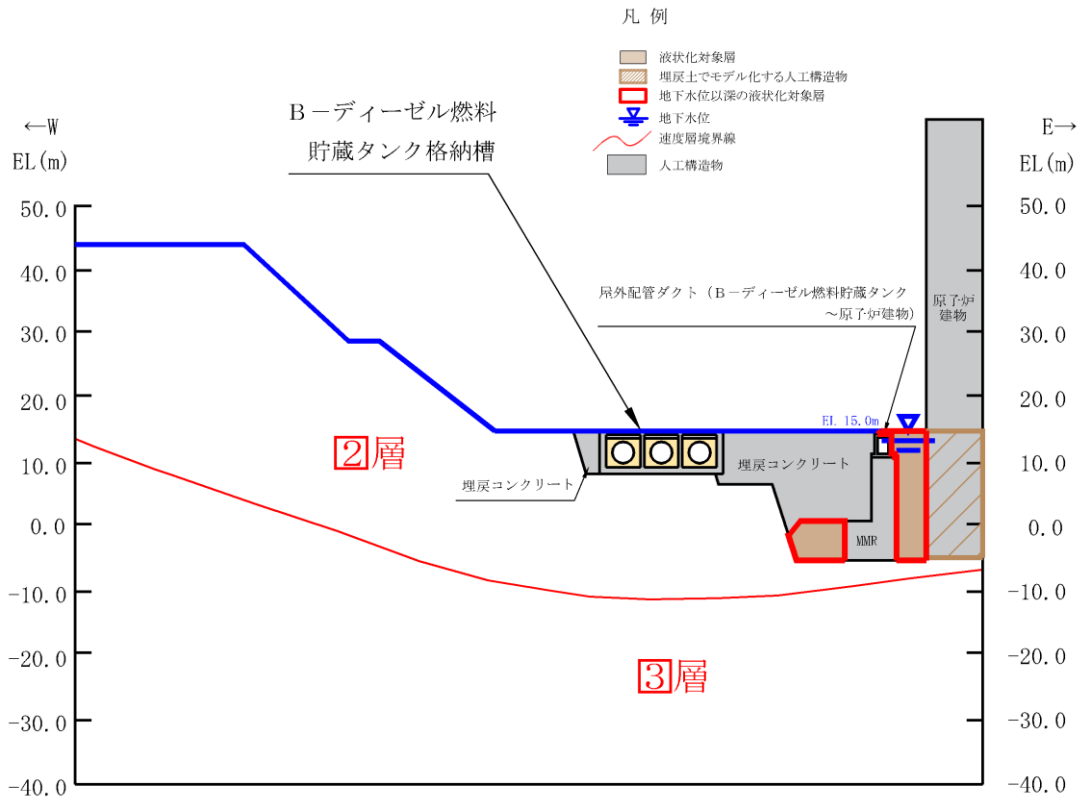 凡 例
液状化対象層
埋戻土でモデル化する人工構造物
地下水位以深の液状化対象層
地下水位
速度層境界線
人工構造物
B－ディーゼル燃料
貯蔵タンク格納槽
←W
EL(m)
E→
EL(m)
50.0
40.0
30.0
20.0
10.0
0.0
-10.0
-20.0
-30.0
-40.0
50.0
40.0
30.0
20.0
10.0
0.0
-10.0
-20.0
-30.0
-40.0
屋外配管ダクト（B－ディーゼル燃料貯蔵タンク
～原子炉建物）
原子炉
建物
EL 15.0m
②層
埋戻コンクリート
埋戻コンクリート
MMR
③層